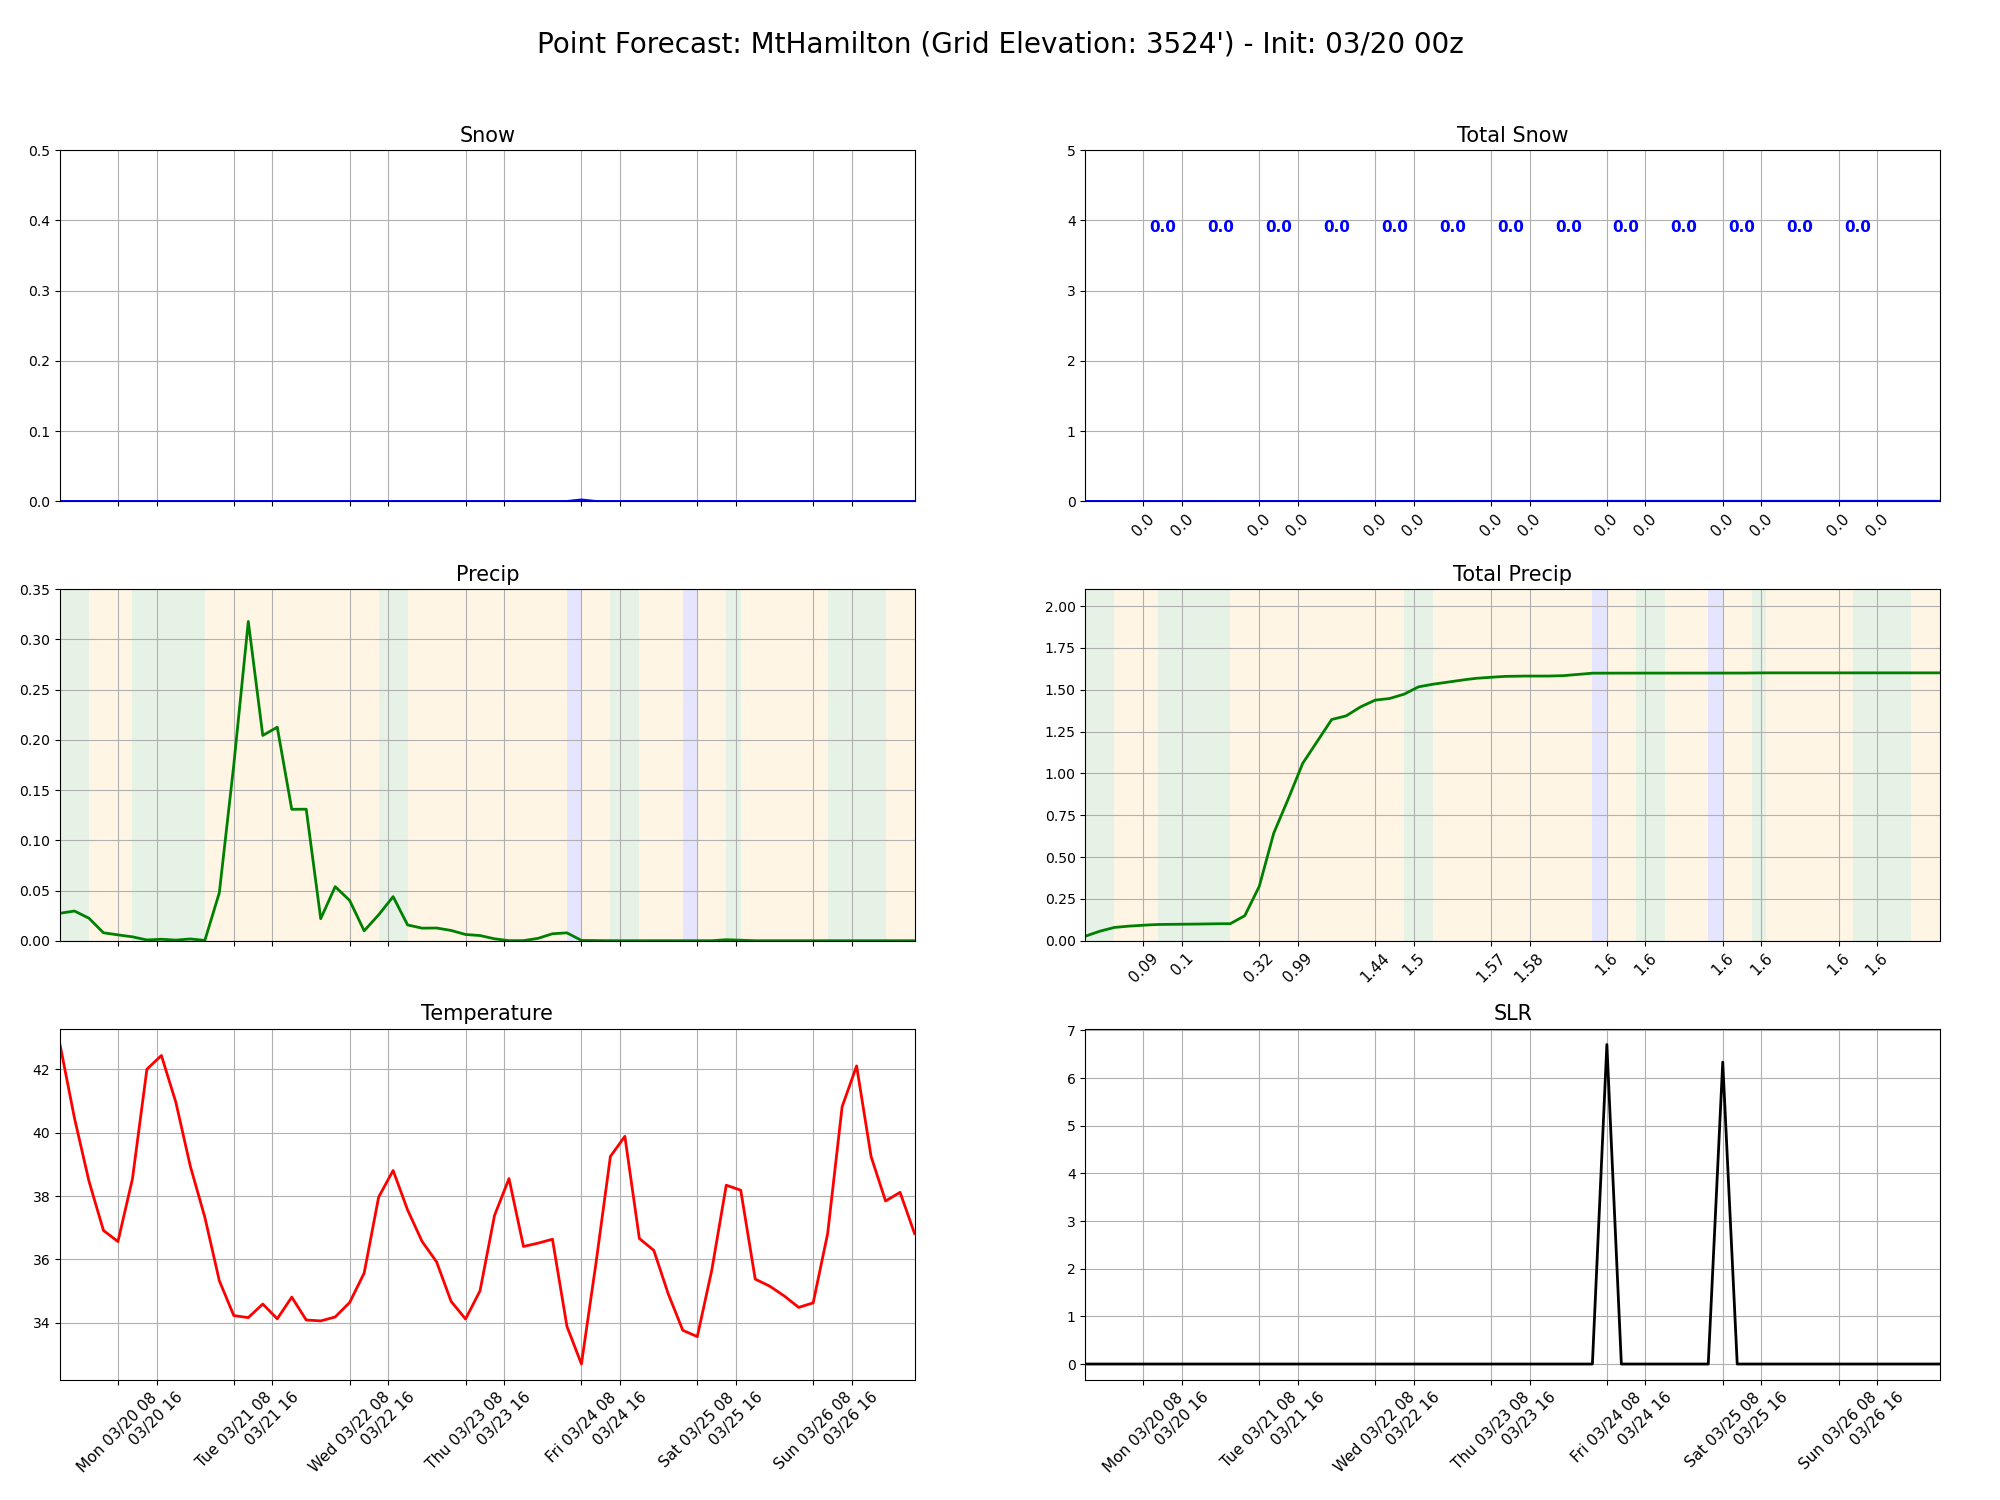 Point Forecast: MtHamilton (Grid Elevation: 3524') - Init: 03/20 00z
Snow
0.5
0.4
0.3
0.2
0.1
0.0
Total Snow
5
4
3
2
1
0
0.0 0.0 0.0 0.0 0.0 0.0 0.0 0.0 0.0 0.0 0.0 0.0 0.0
0.0 0.0 0.0 0.0 0.0 0.0 0.0 0.0 0.0 0.0 0.0 0.0 0.0 0.0
Precip
0.35
0.30
0.25
0.20
0.15
0.10
0.05
0.00
Total Precip
2.00
1.75
1.50
1.25
1.00
0.75
0.50
0.25
0.00
0.09 0.1 0.32 0.99 1.44 1.5 1.57 1.58 1.6 1.6 1.6 1.6 1.6 1.6
Temperature
42
40
38
36
34
Mon 03/20 08
03/20 16
Tue 03/21 08
03/21 16
Wed 03/22 08
03/22 16
Thu 03/23 08
03/23 16
Fri 03/24 08
03/24 16
Sat 03/25 08
03/25 16
Sun 03/26 08
03/26 16
SLR
7
6
5
4
3
2
1
0
Mon 03/20 08
03/20 16
Tue 03/21 08
03/21 16
Wed 03/22 08
03/22 16
Thu 03/23 08
03/23 16
Fri 03/24 08
03/24 16
Sat 03/25 08
03/25 16
Sun 03/26 08
03/26 16